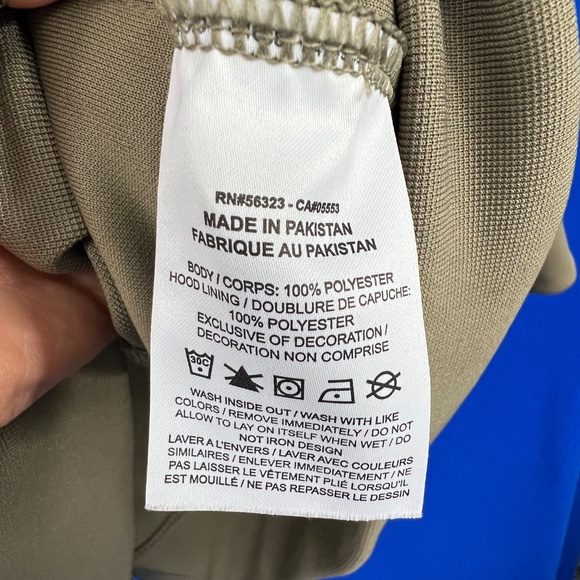 RN#56323 - CA#05553
MADE IN PAKISTAN
FABRIQUE AU PAKISTAN
BODY / CORPS: 100% POLYESTER
HOOD LINING / DOUBLURE DE CAPUCHE:
100% POLYESTER
EXCLUSIVE OF DECORATION /
DECORATION NON COMPRISE
30C
WASH INSIDE OUT / WASH WITH LIKE
COLORS / REMOVE IMMEDIATELY / DO NOT
ALLOW TO LAY ON ITSELF WHEN WET / DO
NOT IRON DESIGN
LAVER A L'ENVERS / LAVER AVEC COULEURS
SIMILAIRES / ENLEVER IMMEDIATEMENT / NE
PAS LAISSER LE VÊTEMENT PLIÉ LORSQU'IL
EST MOUILLÉ / NE PAS REPASSER LE DESSIN